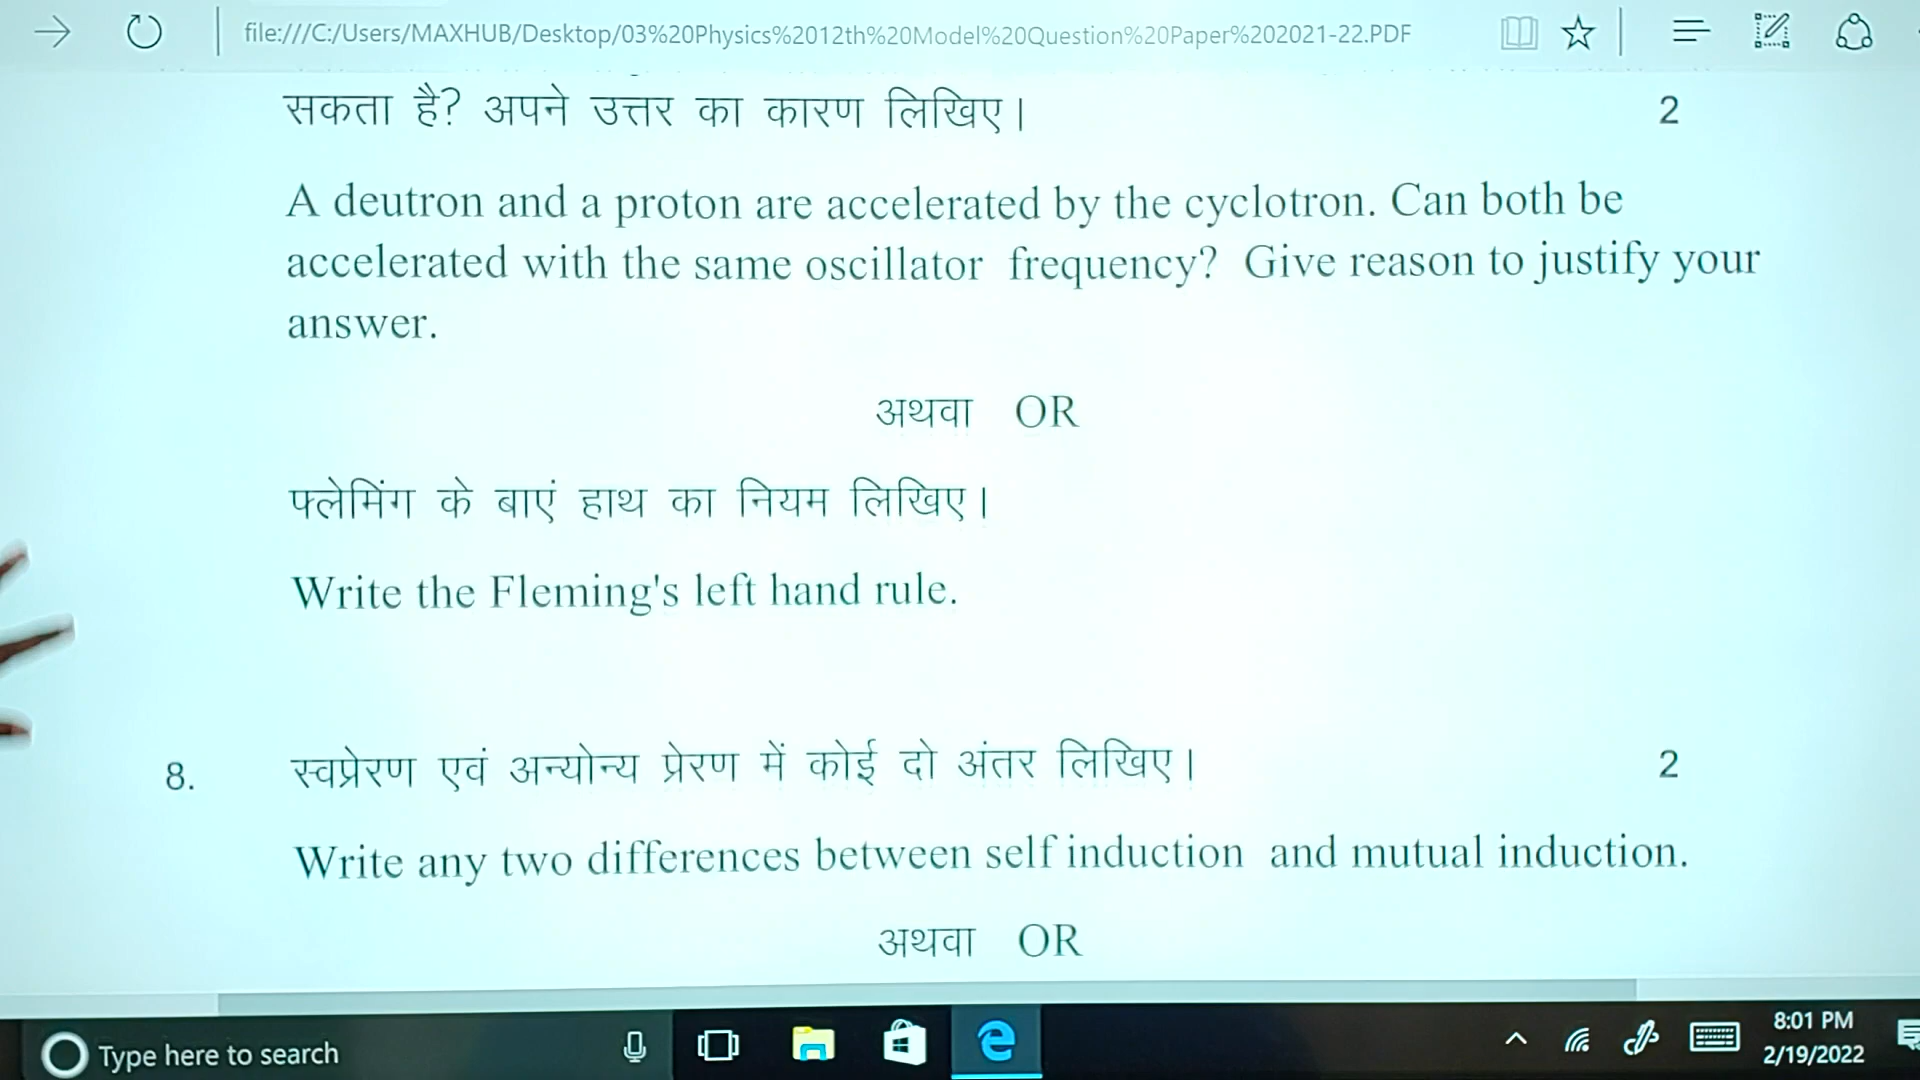 file:///C:/Users/MAXHUB/Desktop/03%20Physics%2012th%20Model%20Question%20Paper%202021-22.PDF
सकता है? अपने उत्तर का कारण लिखिए। 2
A deutron and a proton are accelerated by the cyclotron. Can both be
accelerated with the same oscillator frequency? Give reason to justify your
answer.
अथवा OR
फ्लेमिंग के बाएं हाथ का नियम लिखिए।
Write the Fleming's left hand rule.
8. स्वप्रेरण एवं अन्योन्य प्रेरण में कोई दो अंतर लिखिए। 2
Write any two differences between self induction and mutual induction.
अथवा OR
Type here to search
8:01 PM
2/19/2022